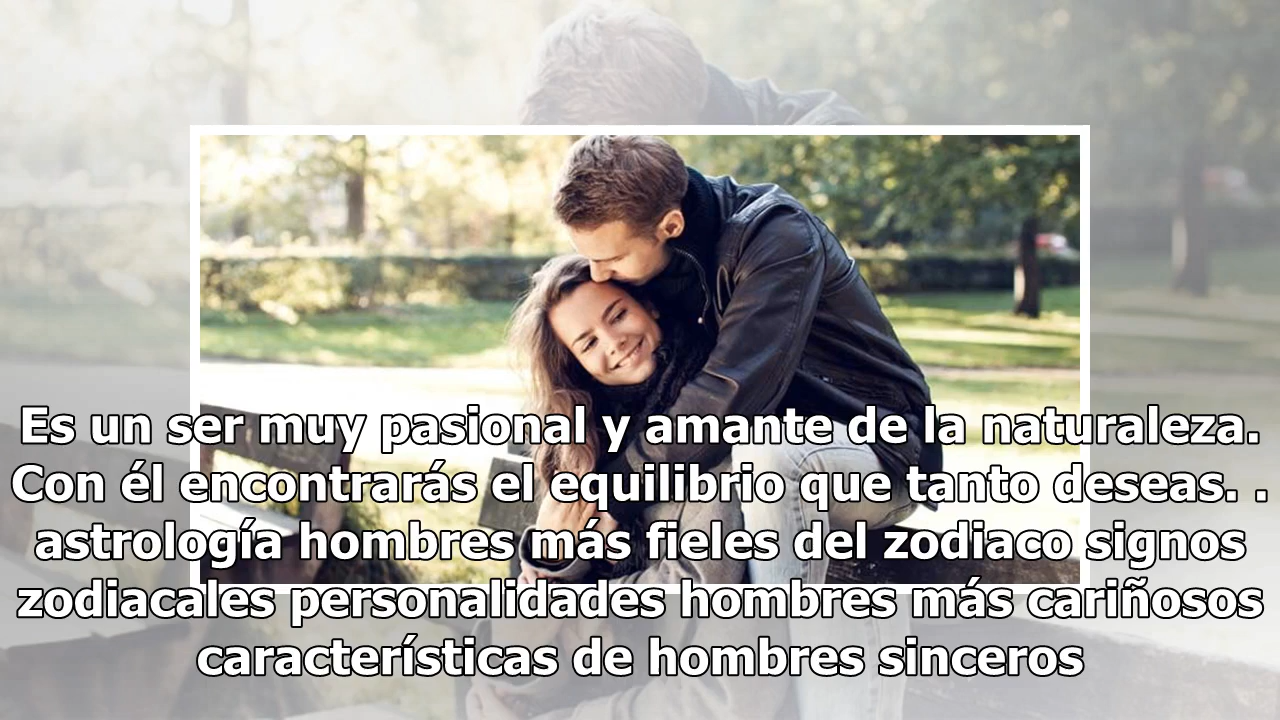 Es un ser muy pasional y amante de la naturaleza.
Con él encontrarás el equilibrio que tanto deseas. .
astrología hombres más fieles del zodiaco signos
zodiacales personalidades hombres más cariñosos
características de hombres sinceros